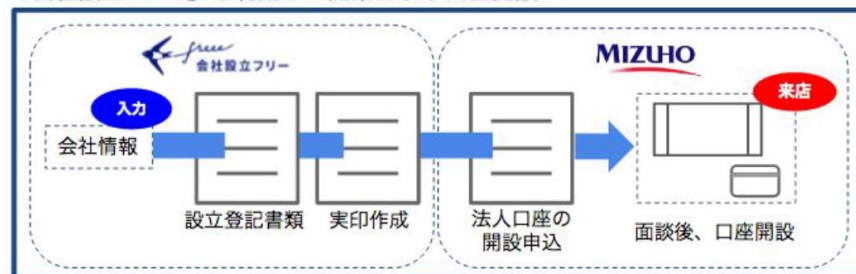 freee
会社設立フリー
MIZUHO
入力
来店
会社情報
設立登記書類
実印作成
法人口座の
開設申込
面談後、口座開設